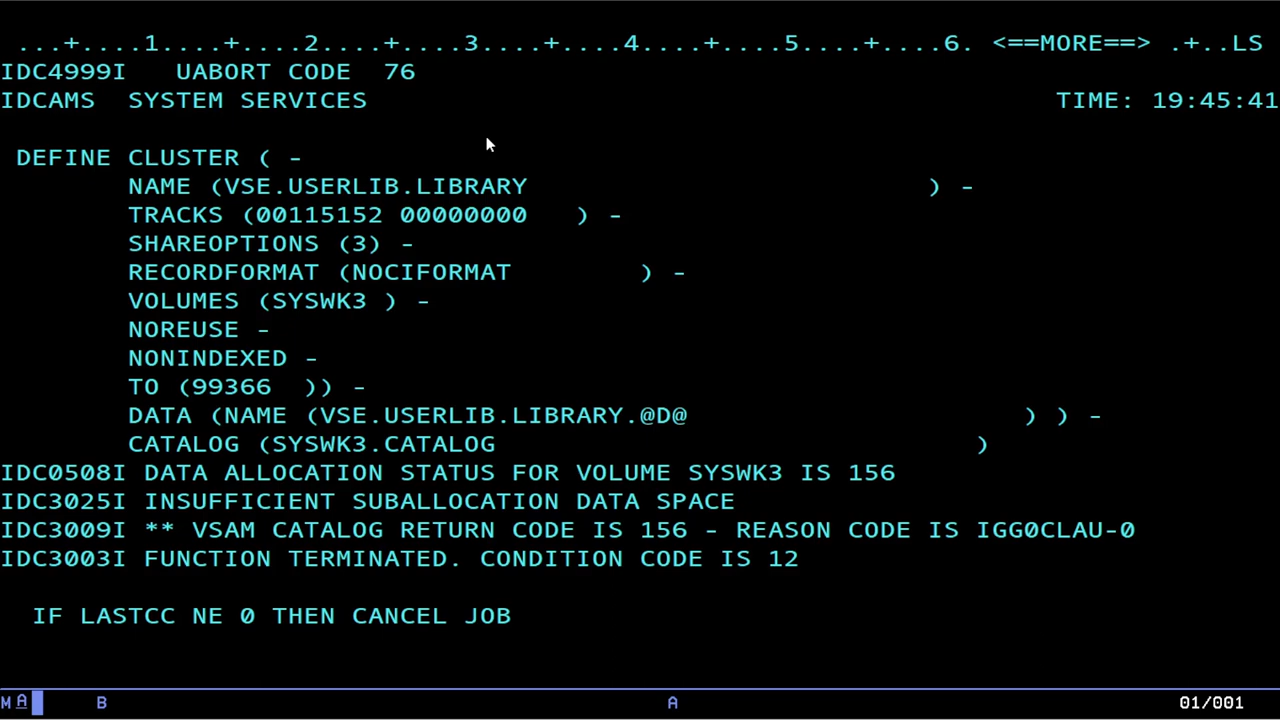 ...+....1....+....2....+....3....+....4....+....5....+....6. <==MORE==> .+..LS
IDC4999I   UABORT CODE  76
IDCAMS  SYSTEM SERVICES                                           TIME: 19:45:41
DEFINE CLUSTER ( -
NAME (VSE.USERLIB.LIBRARY                         ) -
TRACKS (00115152 00000000   ) -
SHAREOPTIONS (3) -
RECORDFORMAT (NOCIFORMAT        ) -
VOLUMES (SYSWK3 ) -
NOREUSE -
NONINDEXED -
TO (99366  )) -
DATA (NAME (VSE.USERLIB.LIBRARY.@D@                     ) ) -
CATALOG (SYSWK3.CATALOG                              )
IDC0508I DATA ALLOCATION STATUS FOR VOLUME SYSWK3 IS 156
IDC3025I INSUFFICIENT SUBALLOCATION DATA SPACE
IDC3009I ** VSAM CATALOG RETURN CODE IS 156 - REASON CODE IS IGG0CLAU-0
IDC3003I FUNCTION TERMINATED. CONDITION CODE IS 12
IF LASTCC NE 0 THEN CANCEL JOB
M A B A 01/001